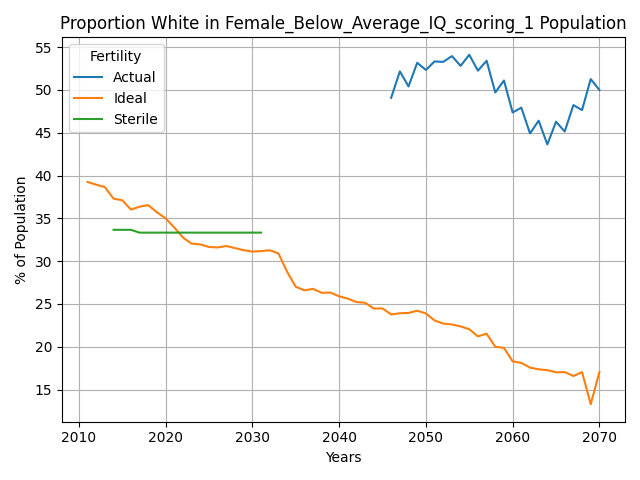 Proportion White in Female_Below_Average_IQ_scoring_1 Population
Fertility
Actual
Ideal
Sterile
% of Population
55
50
45
40
35
30
25
20
15
2010 2020 2030 2040 2050 2060 2070
Years